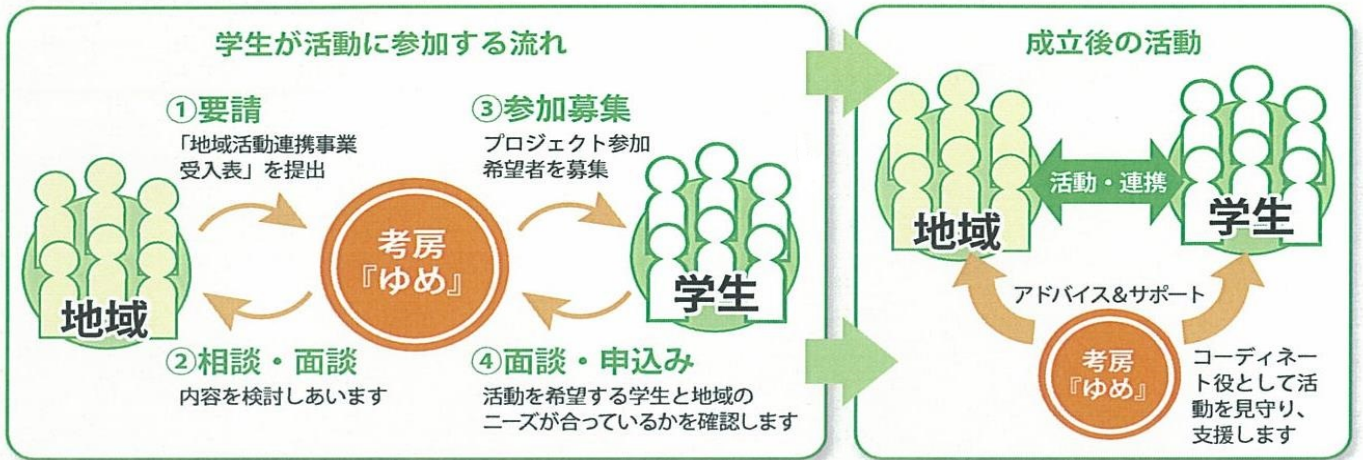 学生が活動に参加する流れ
①要請
「地域活動連携事業
受入表」を提出
③参加募集
プロジェクト参加
希望者を募集
地域
考房
『ゆめ』
学生
②相談・面談
内容を検討しあいます
④面談・申込み
活動を希望する学生と地域の
ニーズが合っているかを確認します
成立後の活動
地域
活動・連携
学生
アドバイス&サポート
考房
『ゆめ』
コーディネー
ト役として活
動を見守り、
支援します